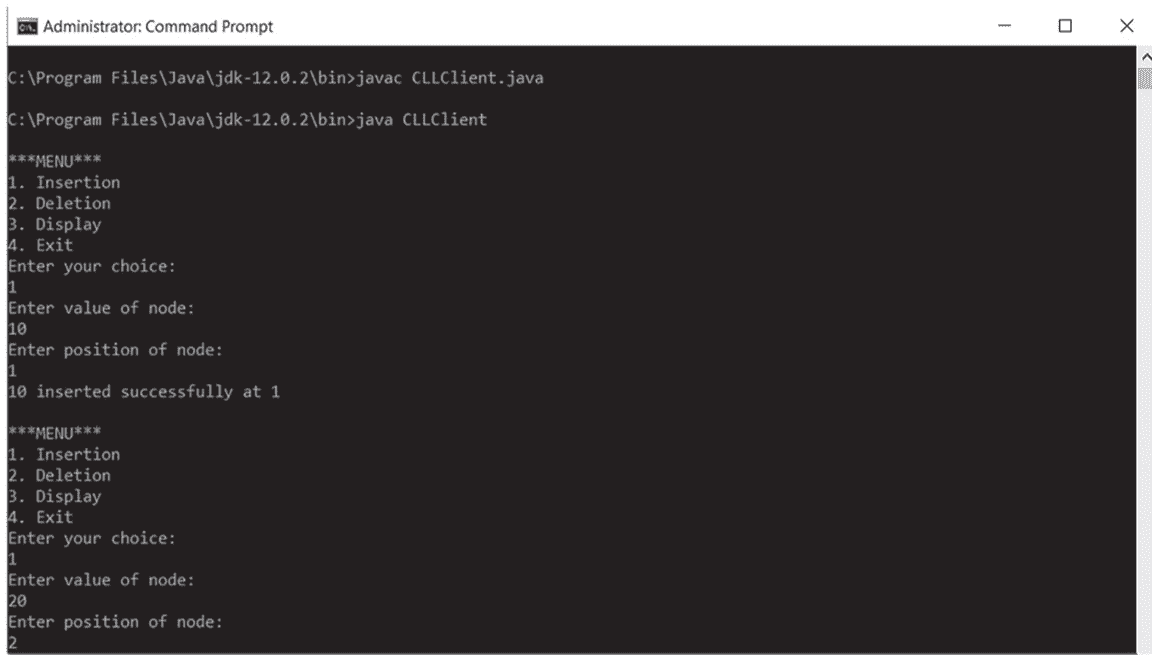 Administrator: Command Prompt
C:\Program Files\Java\jdk-12.0.2\bin>javac CLLClient.java
C:\Program Files\Java\jdk-12.0.2\bin>java CLLClient
***MENU***
1. Insertion
2. Deletion
3. Display
4. Exit
Enter your choice:
1
Enter value of node:
10
Enter position of node:
1
10 inserted successfully at 1
***MENU***
1. Insertion
2. Deletion
3. Display
4. Exit
Enter your choice:
1
Enter value of node:
20
Enter position of node:
2